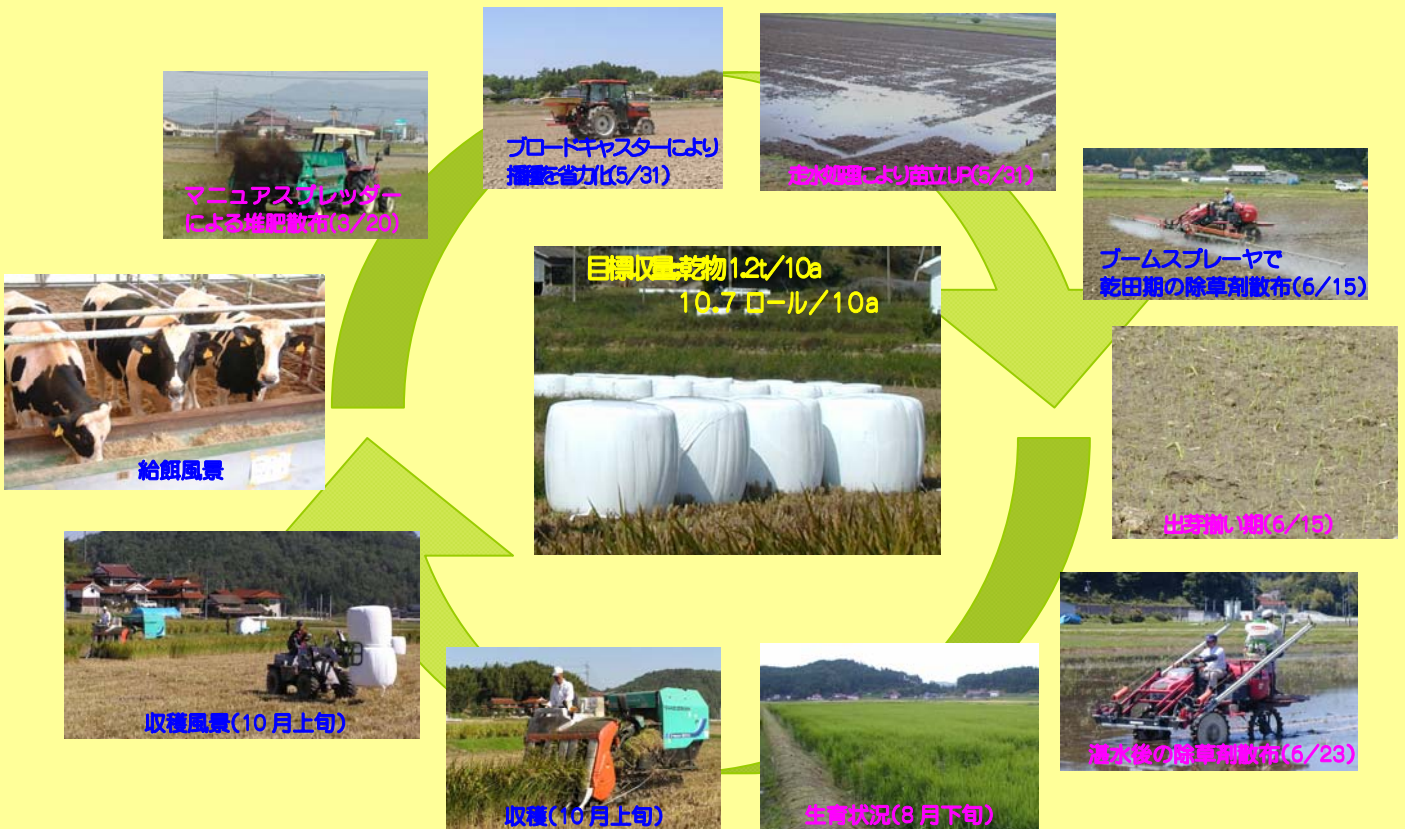 マニュアスプレッダー
による堆肥散布(3/20)
ブロードキャスターにより
播種を省力化(5/31)
走水処理により苗立UP(5/31)
ブームスプレーヤで
乾田期の除草剤散布(6/15)
出芽揃い期(6/15)
湛水後の除草剤散布(6/23)
生育状況(8月下旬)
収穫(10月上旬)
収穫風景(10月上旬)
給餌風景
目標収量:乾物1.2t/10a
10.7ロール/10a